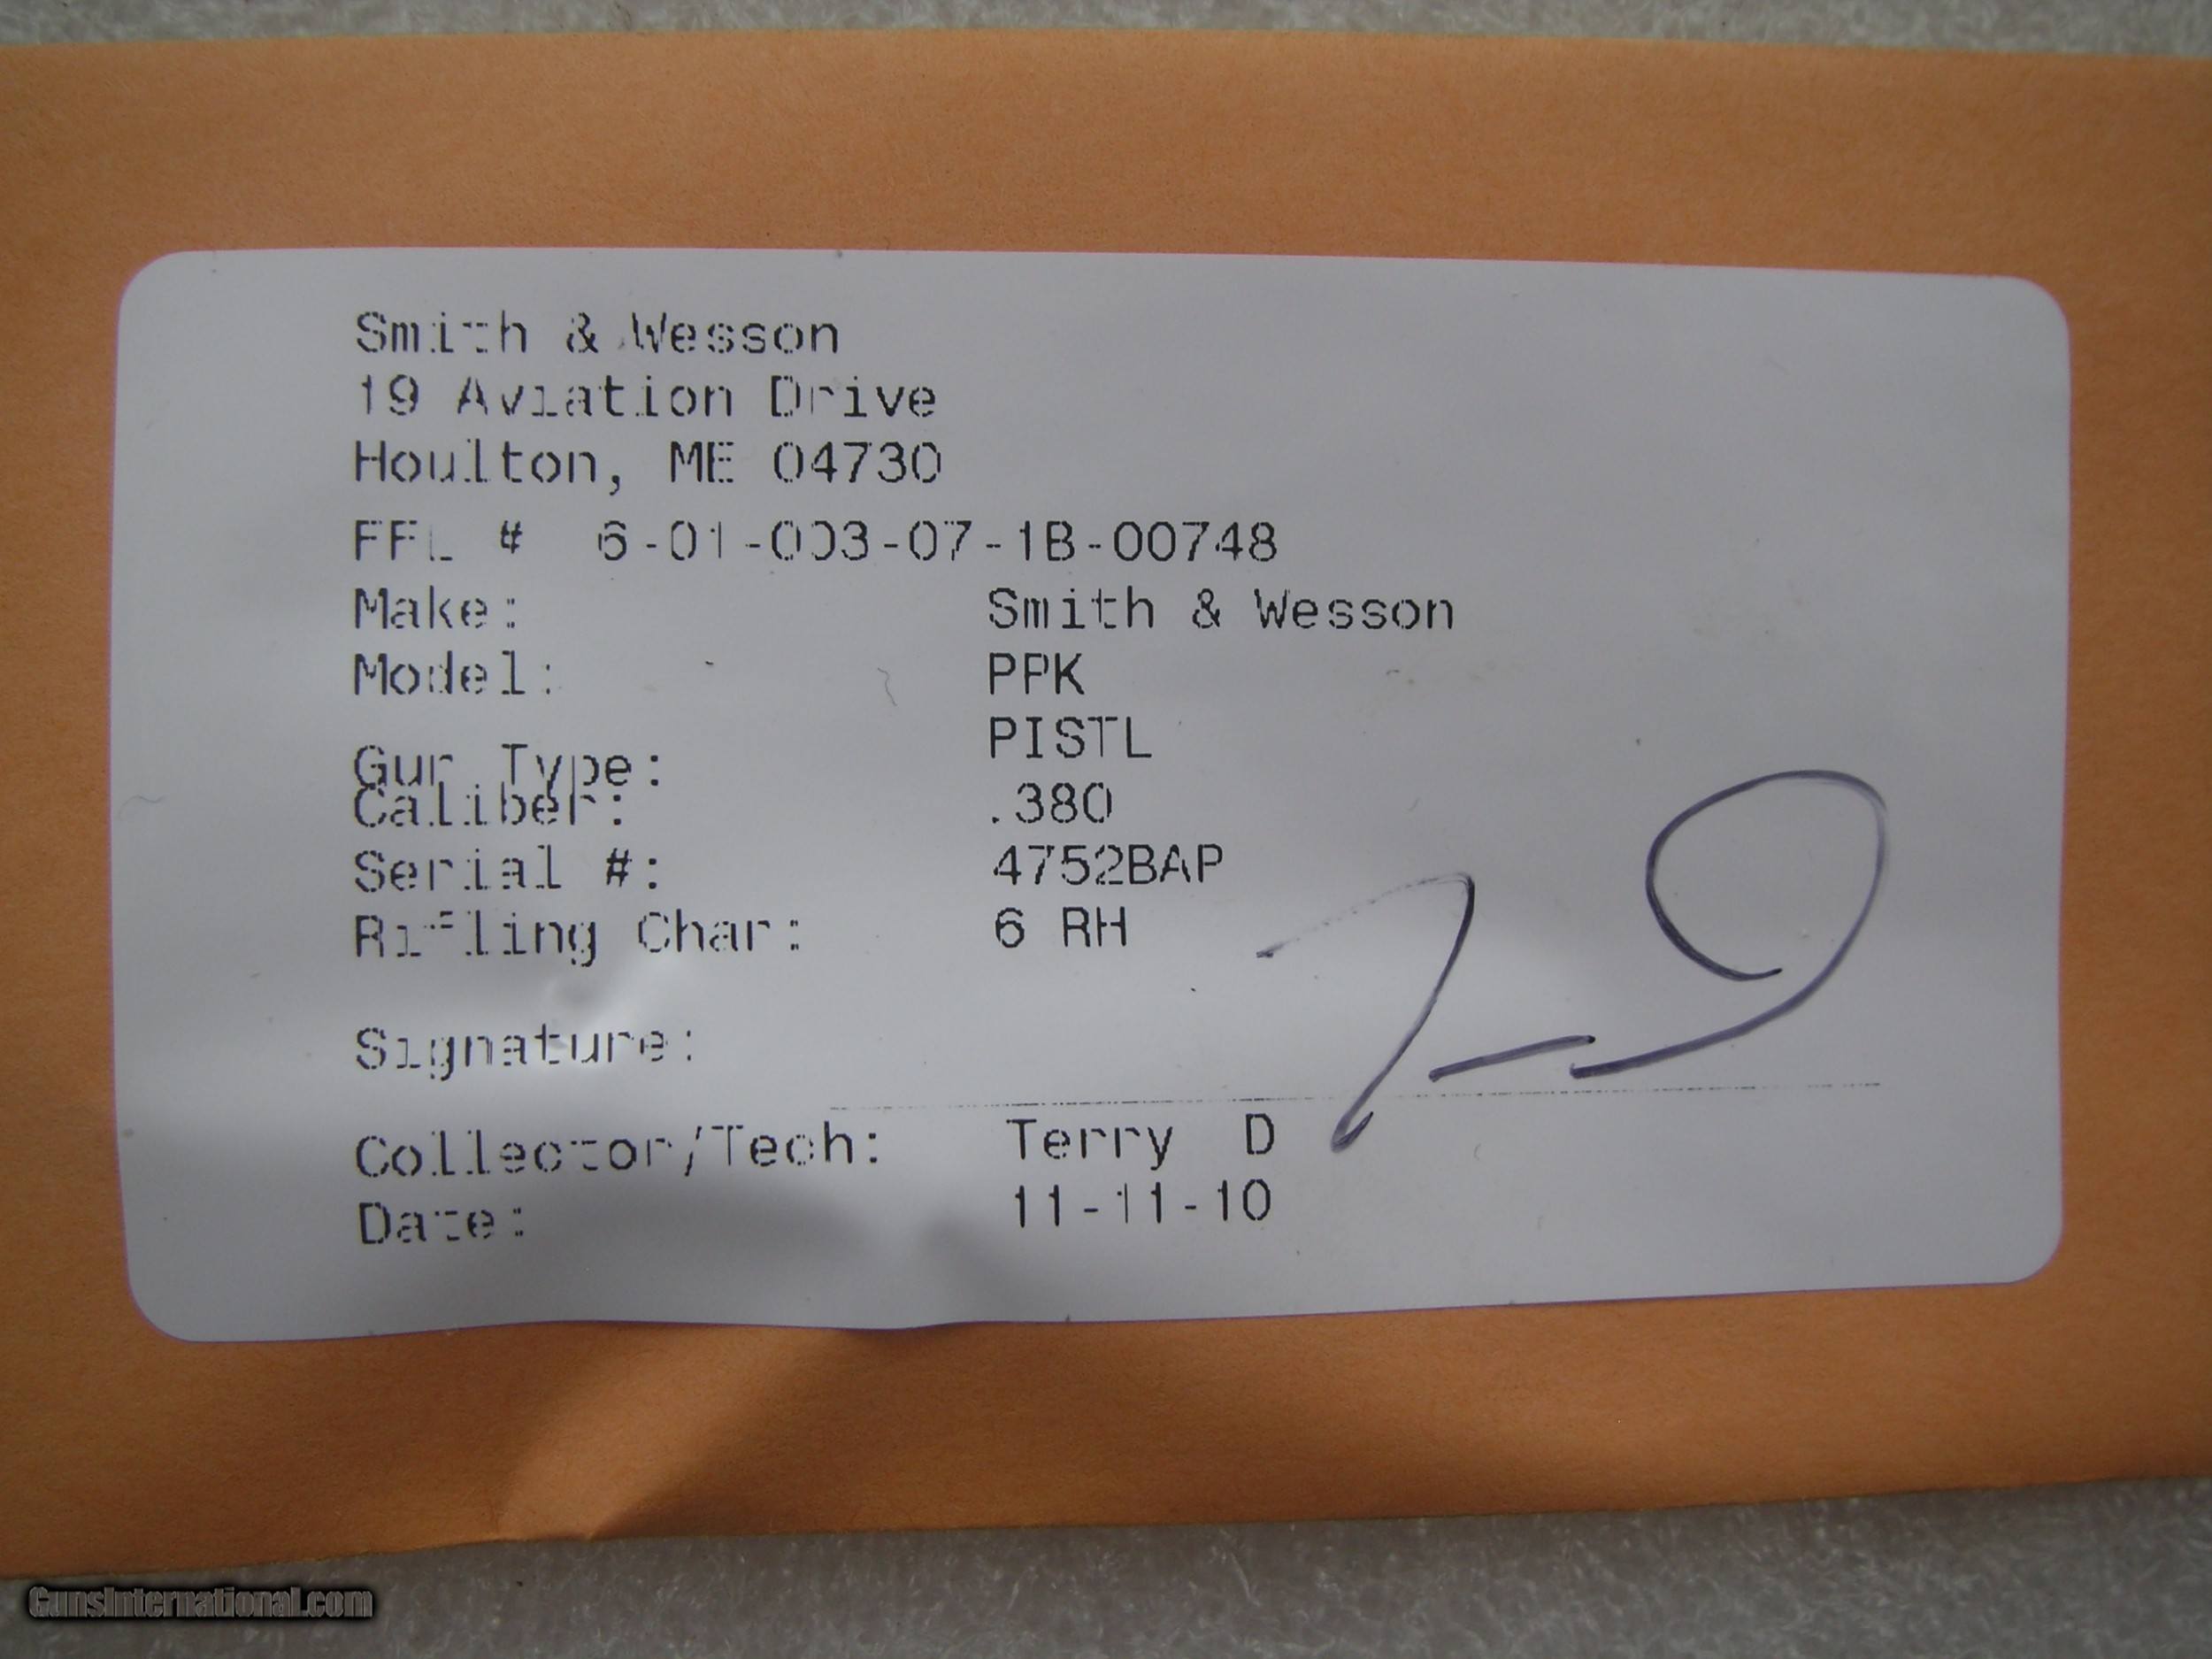 Smith & Wesson
19 Aviation Drive
Houlton, ME 04730
FFL # 6-01-003-07-1B-00748
Make: Smith & Wesson
Model: PPK
Gun Type: PISTL
Caliber: .380
Serial #: 4752BAP
Rifling Char: 6 RH
Signature:
Collector/Tech: Terry D
Date: 11-11-10
GunsInternational.com